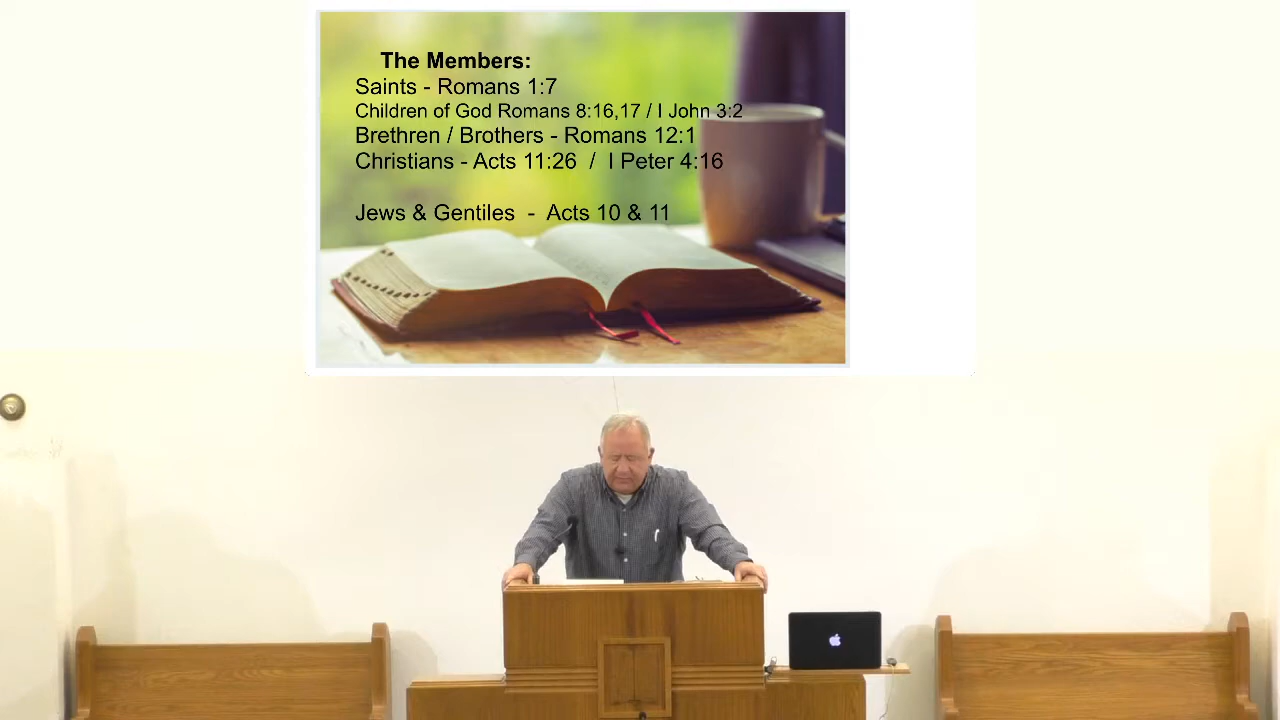 The Members:
Saints - Romans 1:7
Children of God Romans 8:16,17 / I John 3:2
Brethren / Brothers - Romans 12:1
Christians - Acts 11:26 / I Peter 4:16
Jews & Gentiles - Acts 10 & 11